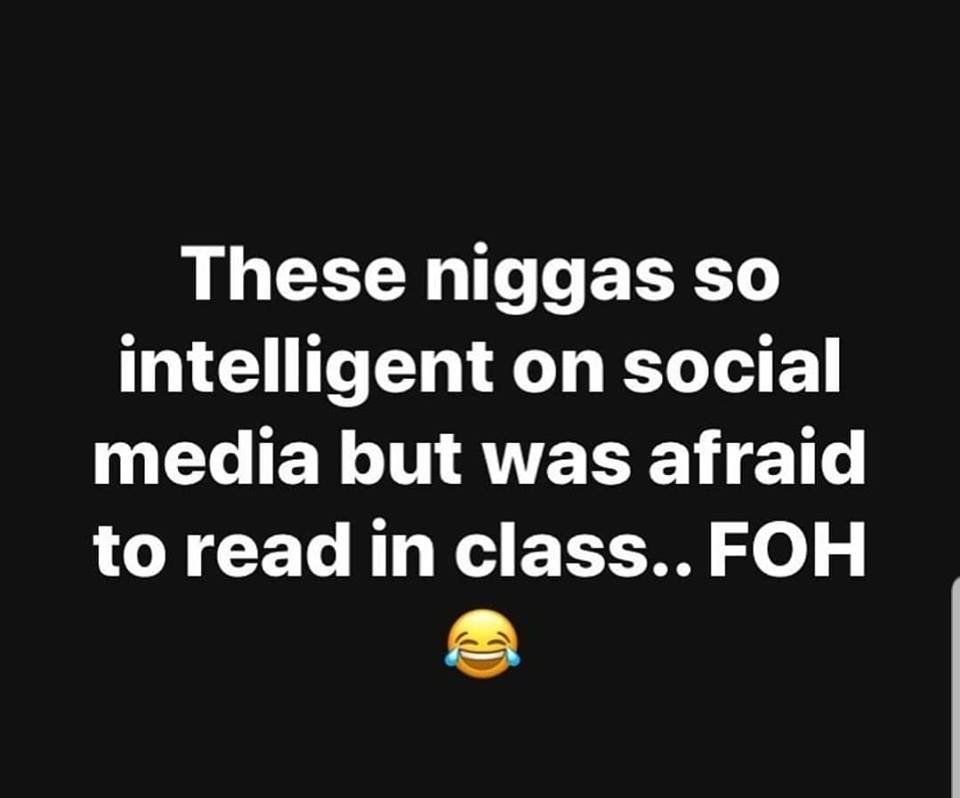 These niggas so
intelligent on social
media but was afraid
to read in class.. FOH
😂